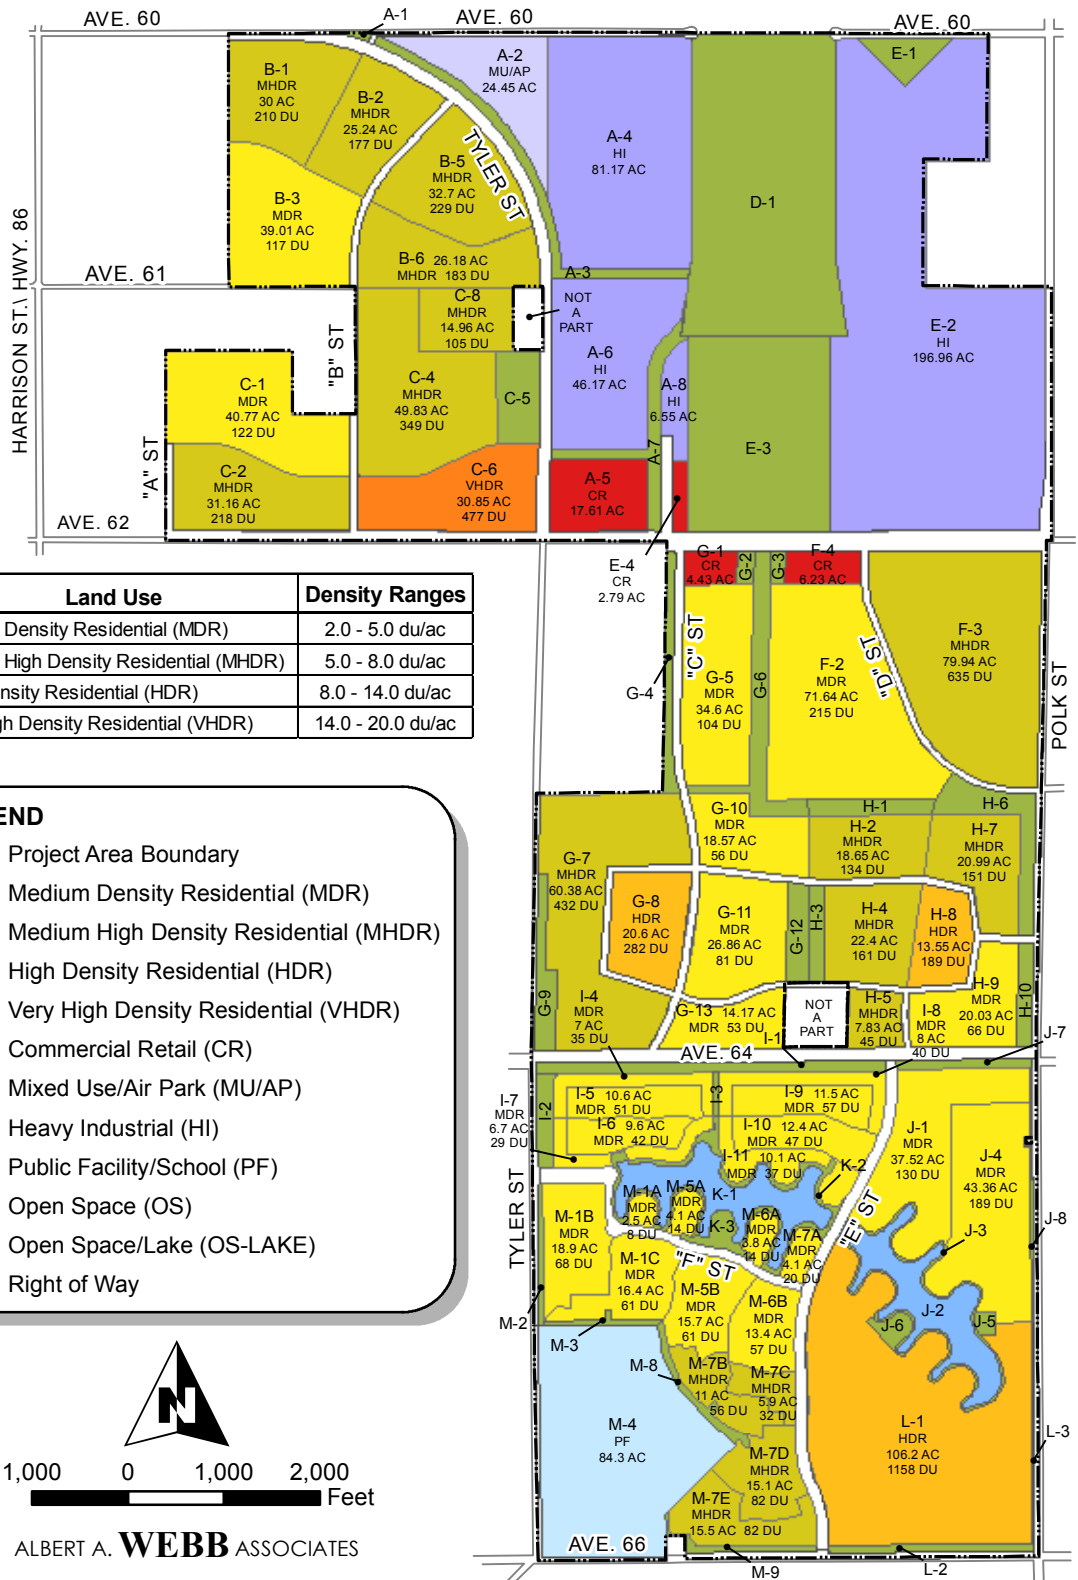 AVE. 60
A-1
AVE. 60
AVE. 60
B-1
MHDR
30 AC
210 DU
B-2
MHDR
25.24 AC
177 DU
A-2
MU/AP
24.45 AC
E-1
A-4
HI
81.17 AC
TYLER ST
B-5
MHDR
32.7 AC
229 DU
B-3
MDR
39.01 AC
117 DU
D-1
HARRISON ST.\ HWY. 86
AVE. 61
B-6 26.18 AC
MHDR 183 DU
A-3
C-8
MHDR
14.96 AC
105 DU
NOT
A
PART
E-2
196.96 AC
"B" ST
A-6
HI
46.17 AC
C-1
MDR
40.77 AC
122 DU
C-4
MHDR
49.83 AC
349 DU
C-5
A-8
HI
6.55 AC
A-7
E-3
"A" ST
C-2
MHDR
31.16 AC
218 DU
C-6
VHDR
30.85 AC
477 DU
A-5
CR
17.61 AC
AVE. 62
E-4
CR
2.79 AC
G-1
CR
4.43 AC
G-2
G-3
F-4
CR
6.23 AC
Land Use
Density Ranges
Density Residential (MDR)
2.0 - 5.0 du/ac
High Density Residential (MHDR)
5.0 - 8.0 du/ac
nsity Residential (HDR)
8.0 - 14.0 du/ac
gh Density Residential (VHDR)
14.0 - 20.0 du/ac
"C" ST
"D" ST
F-3
MHDR
79.94 AC
635 DU
G-4
G-5
MDR
34.6 AC
104 DU
G-6
F-2
MDR
71.64 AC
215 DU
POLK ST
G-10
MDR
18.57 AC
56 DU
H-1
H-6
H-2
MHDR
18.65 AC
134 DU
H-7
MHDR
20.99 AC
151 DU
G-7
MHDR
60.38 AC
432 DU
G-8
HDR
20.6 AC
282 DU
G-11
MDR
26.86 AC
81 DU
G-12
H-3
H-4
MHDR
22.4 AC
161 DU
H-8
HDR
13.55 AC
189 DU
G-9
I-4
MDR
7 AC
35 DU
G-13 14.17 AC
MDR 53 DU
NOT
A
PART
H-5
MHDR
7.83 AC
45 DU
I-8
MDR
8 AC
40 DU
H-9
MDR
20.03 AC
66 DU
H-10
AVE. 64
I-1
J-7
I-7
MDR
6.7 AC
29 DU
I-2
I-5 10.6 AC
MDR 51 DU
I-6 9.6 AC
MDR 42 DU
I-3
I-9 11.5 AC
MDR 57 DU
I-10 12.4 AC
MDR 47 DU
I-11 10.1 AC
MDR 37 DU
K-2
J-1
MDR
37.52 AC
130 DU
J-4
MDR
43.36 AC
189 DU
TYLER ST
M-1A
MDR
2.5 AC
8 DU
M-5A
MDR
4.1 AC
14 DU
K-1
K-3
M-6A
MDR
3.8 AC
14 DU
M-7A
MDR
4.1 AC
20 DU
"E" ST
J-3
J-8
M-1B
MDR
18.9 AC
68 DU
"F" ST
M-1C
MDR
16.4 AC
61 DU
M-5B
MDR
15.7 AC
61 DU
M-6B
MDR
13.4 AC
57 DU
J-2
J-6
J-5
M-2
M-3
M-8
M-7B
MHDR
11 AC
56 DU
M-7C
MHDR
5.9 AC
32 DU
M-4
PF
84.3 AC
L-1
HDR
106.2 AC
1158 DU
L-3
M-7D
MHDR
15.1 AC
82 DU
M-7E
MHDR
15.5 AC 82 DU
AVE. 66
M-9
L-2
END
Project Area Boundary
Medium Density Residential (MDR)
Medium High Density Residential (MHDR)
High Density Residential (HDR)
Very High Density Residential (VHDR)
Commercial Retail (CR)
Mixed Use/Air Park (MU/AP)
Heavy Industrial (HI)
Public Facility/School (PF)
Open Space (OS)
Open Space/Lake (OS-LAKE)
Right of Way
N
1,000 0 1,000 2,000
Feet
ALBERT A. WEBB ASSOCIATES